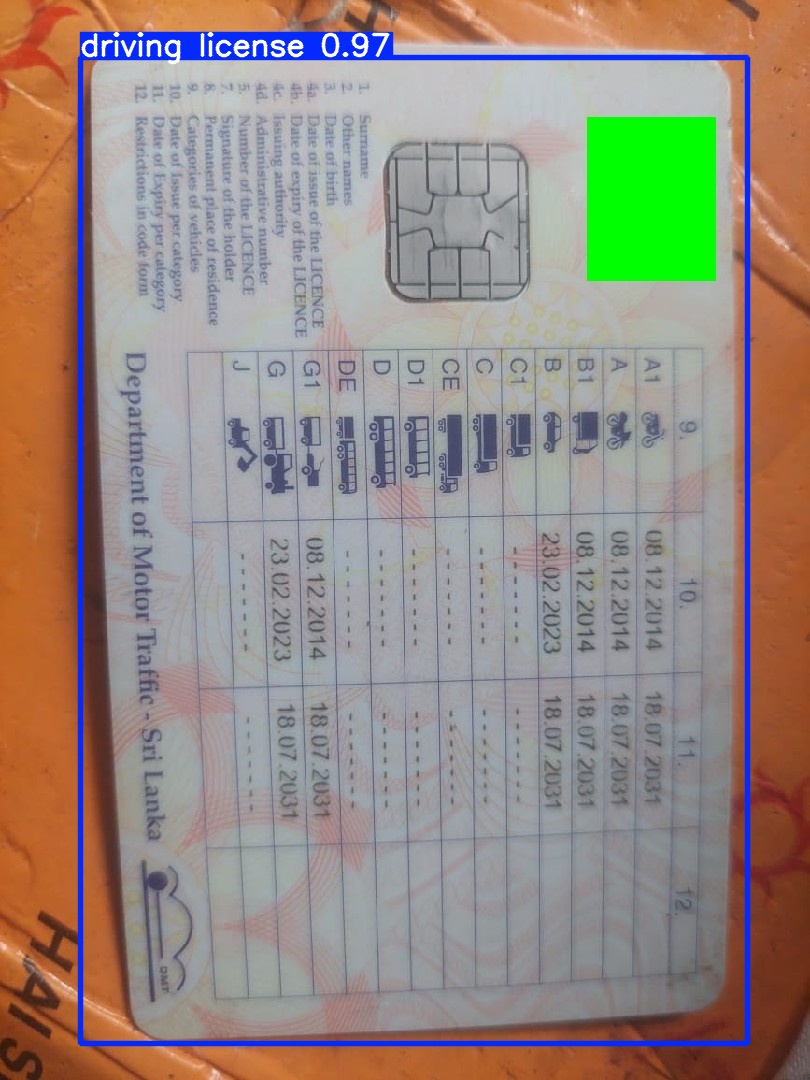 driving license 0.97
1. Surname
2. Other names
3. Date of birth
4a. Date of issue of the LICENCE
4b. Date of expiry of the LICENCE
4c. Issuing authority
4d. Administrative number
5. Number of the LICENCE
7. Signature of the holder
8. Permanent place of residence
9. Categories of vehicles
10. Date of Issue per category
11. Date of Expiry per category
12. Restrictions in code form
9. 10. 11. 12.
A1 08.12.2014 18.07.2031
A 08.12.2014 18.07.2031
B1 08.12.2014 18.07.2031
B 23.02.2023 18.07.2031
C1 ------- -------
C ------- -------
CE ------- -------
D1 ------- -------
D ------- -------
DE ------- -------
G1 08.12.2014 18.07.2031
G 23.02.2023 18.07.2031
J ------- -------
Department of Motor Traffic - Sri Lanka
DMT